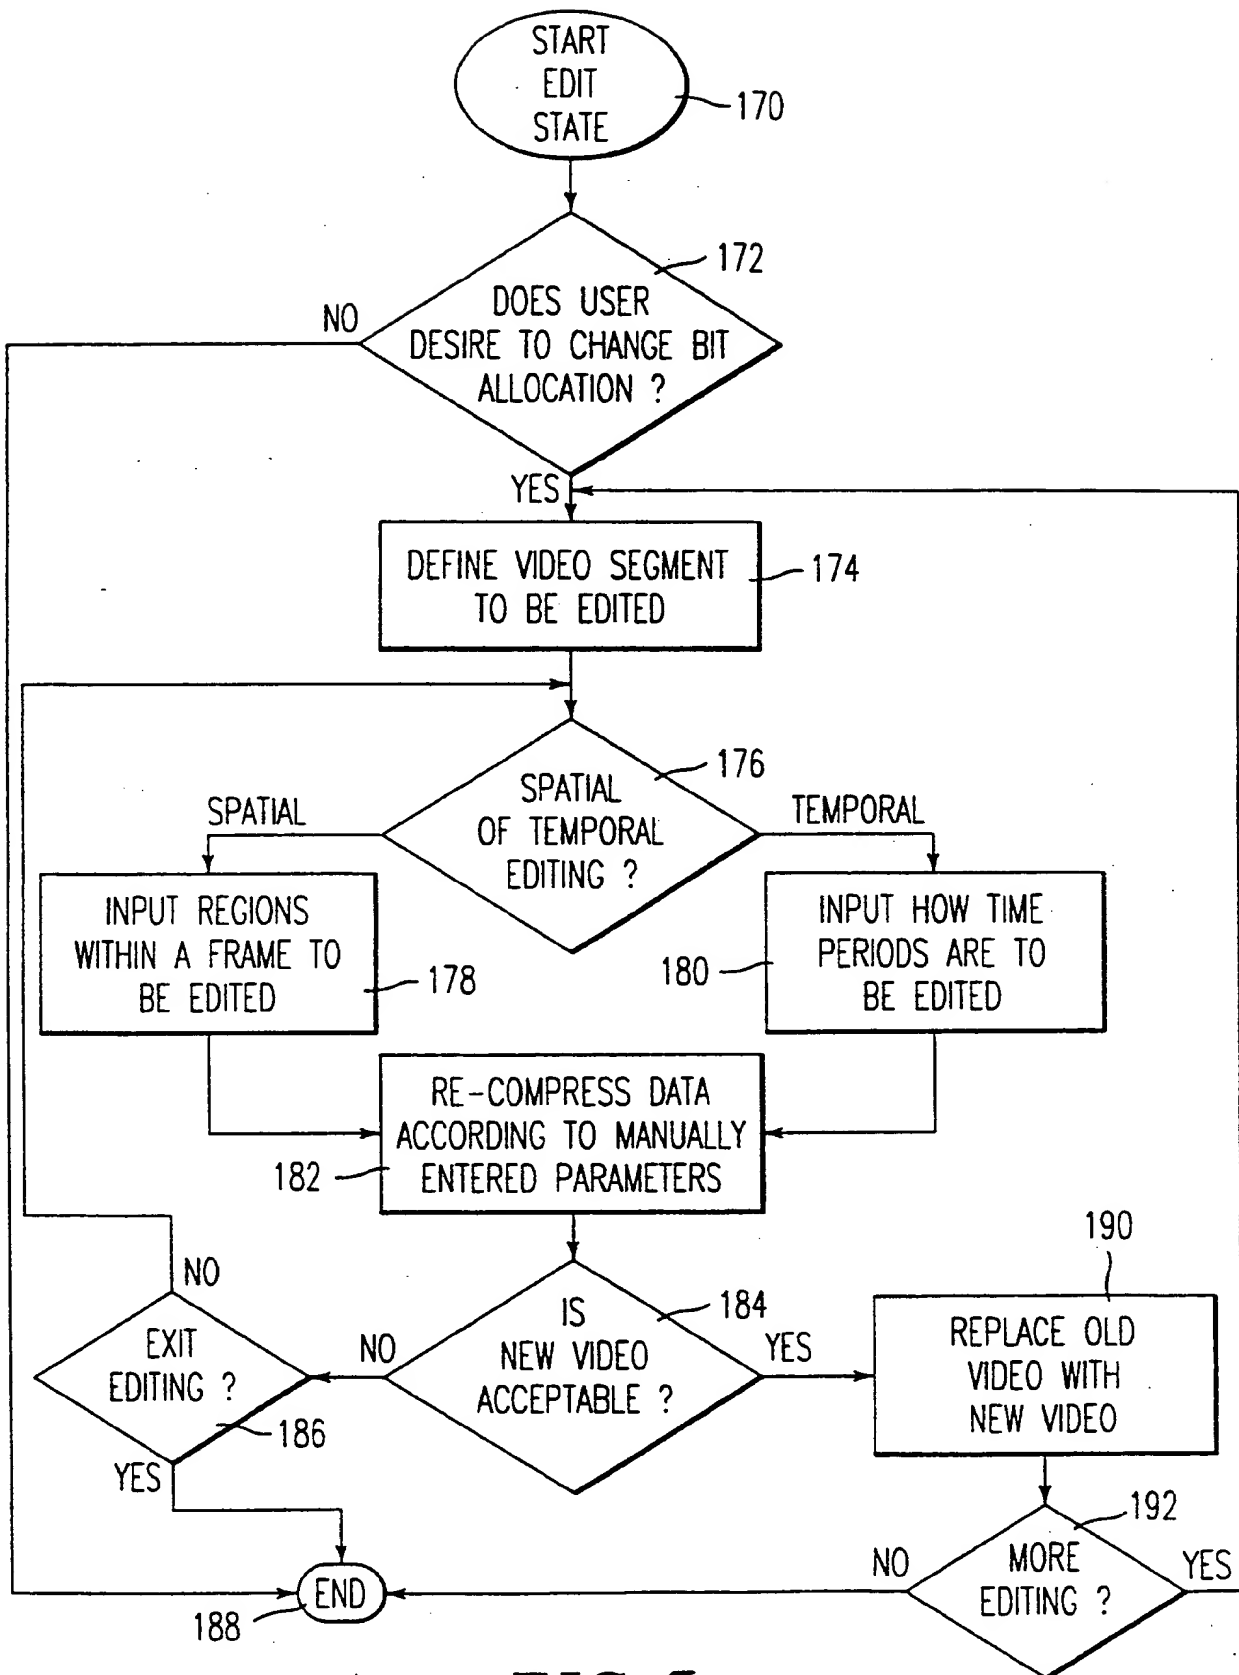 START
EDIT
STATE
170
172
DOES USER
DESIRE TO CHANGE BIT
ALLOCATION ?
NO
YES
DEFINE VIDEO SEGMENT
TO BE EDITED
174
176
SPATIAL
OF TEMPORAL
EDITING ?
SPATIAL
TEMPORAL
INPUT REGIONS
WITHIN A FRAME TO
BE EDITED
178
INPUT HOW TIME
PERIODS ARE TO
BE EDITED
180
RE-COMPRESS DATA
ACCORDING TO MANUALLY
ENTERED PARAMETERS
182
IS
NEW VIDEO
ACCEPTABLE ?
184
NO
YES
EXIT
EDITING ?
186
NO
YES
190
REPLACE OLD
VIDEO WITH
NEW VIDEO
192
MORE
EDITING ?
NO
YES
END
188